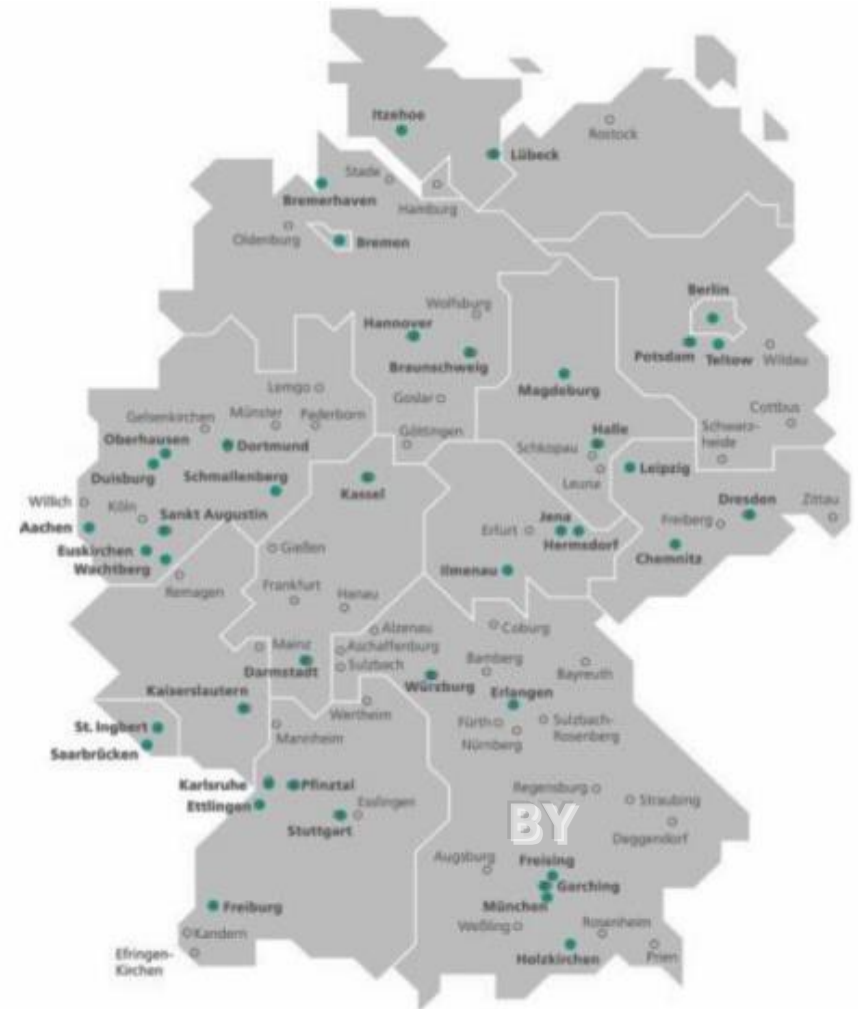 Itzehoe
Rostock
Lübeck
Stade
Bremerhaven
Hamburg
Oldenburg
Bremen
Berlin
Wolfsburg
Hannover
Potsdam
Teltow
Wildau
Braunschweig
Magdeburg
Lemgo
Goslar
Cottbus
Gelsenkirchen
Münster
Paderborn
Göttingen
Halle
Schwarz-
heide
Oberhausen
Dortmund
Schkopau
Leipzig
Duisburg
Schmallenberg
Kassel
Leuna
Willich
Köln
Sankt Augustin
Dresden
Zittau
Aachen
Erfurt
Jena
Freiberg
Euskirchen
Gießen
Hermsdorf
Chemnitz
Wachtberg
Ilmenau
Remagen
Frankfurt
Hanau
Alzenau
Coburg
Mainz
Aschaffenburg
Bamberg
Darmstadt
Sulzbach
Bayreuth
Kaiserslautern
Würzburg
Erlangen
Wertheim
St. Ingbert
Mannheim
Fürth
Sulzbach-
Rosenberg
Saarbrücken
Nürnberg
Karlsruhe
Pfinztal
Regensburg
Ettlingen
Esslingen
Straubing
Stuttgart
BY
Deggendorf
Augsburg
Freising
Garching
Freiburg
München
Kandern
Weßling
Rosenheim
Efringen-
Kirchen
Holzkirchen
Prien